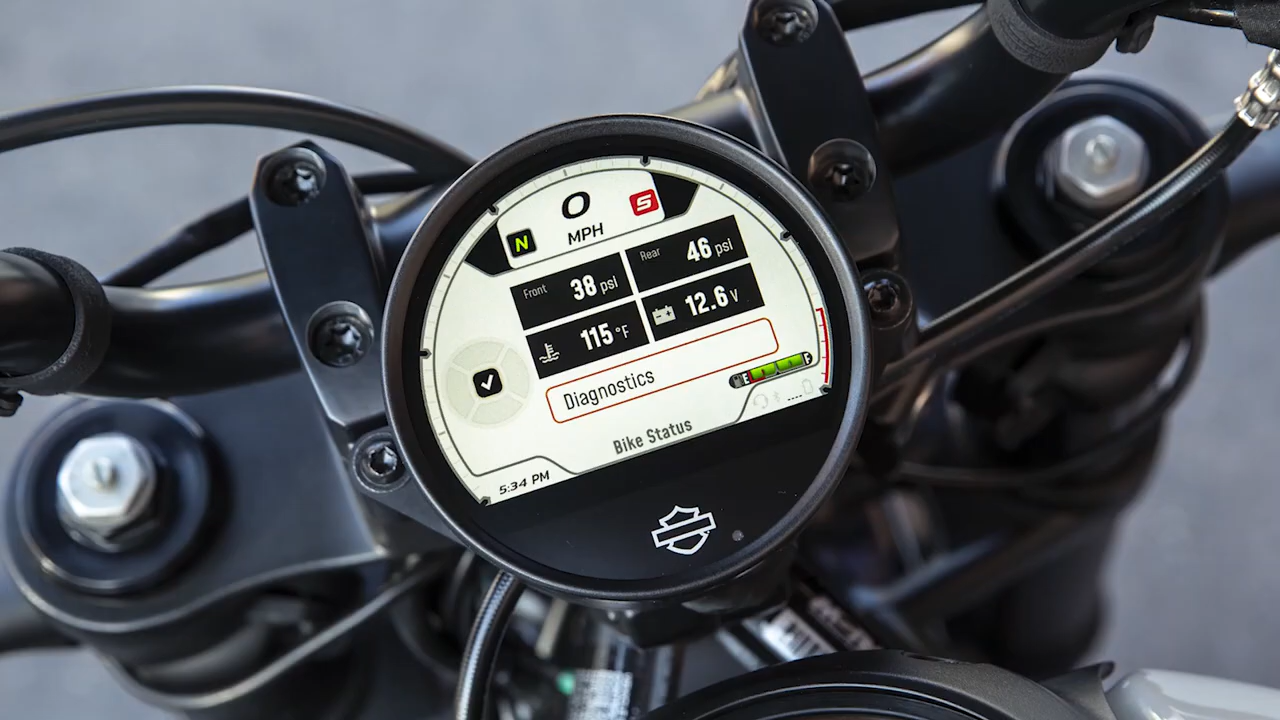 0
S
N
MPH
Front 38 psi
Rear 46 psi
115 °F
12.6 V
Diagnostics
E F
Bike Status
5:34 PM